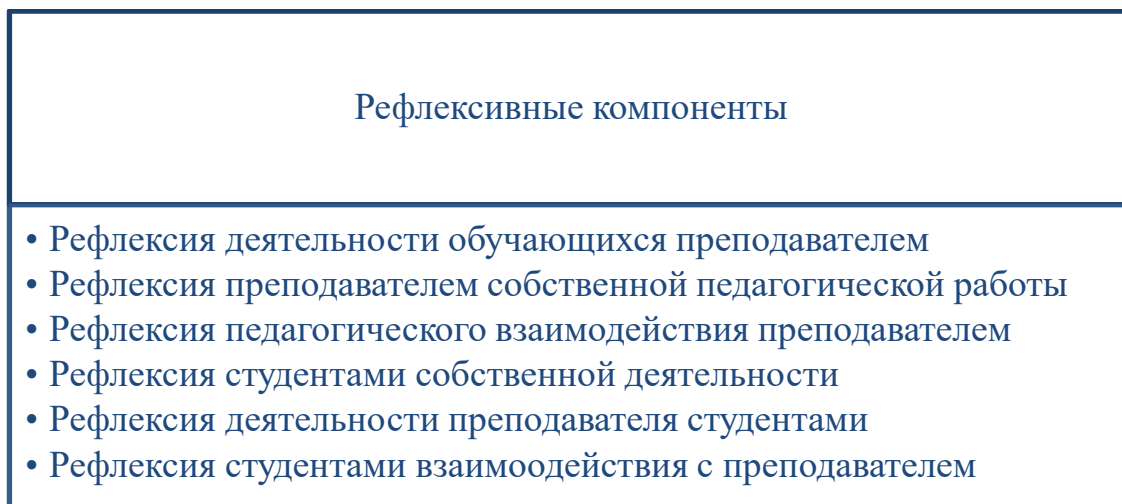 Рефлексивные компоненты
• Рефлексия деятельности обучающихся преподавателем
• Рефлексия преподавателем собственной педагогической работы
• Рефлексия педагогического взаимодействия преподавателем
• Рефлексия студентами собственной деятельности
• Рефлексия деятельности преподавателя студентами
• Рефлексия студентами взаимоодействия с преподавателем